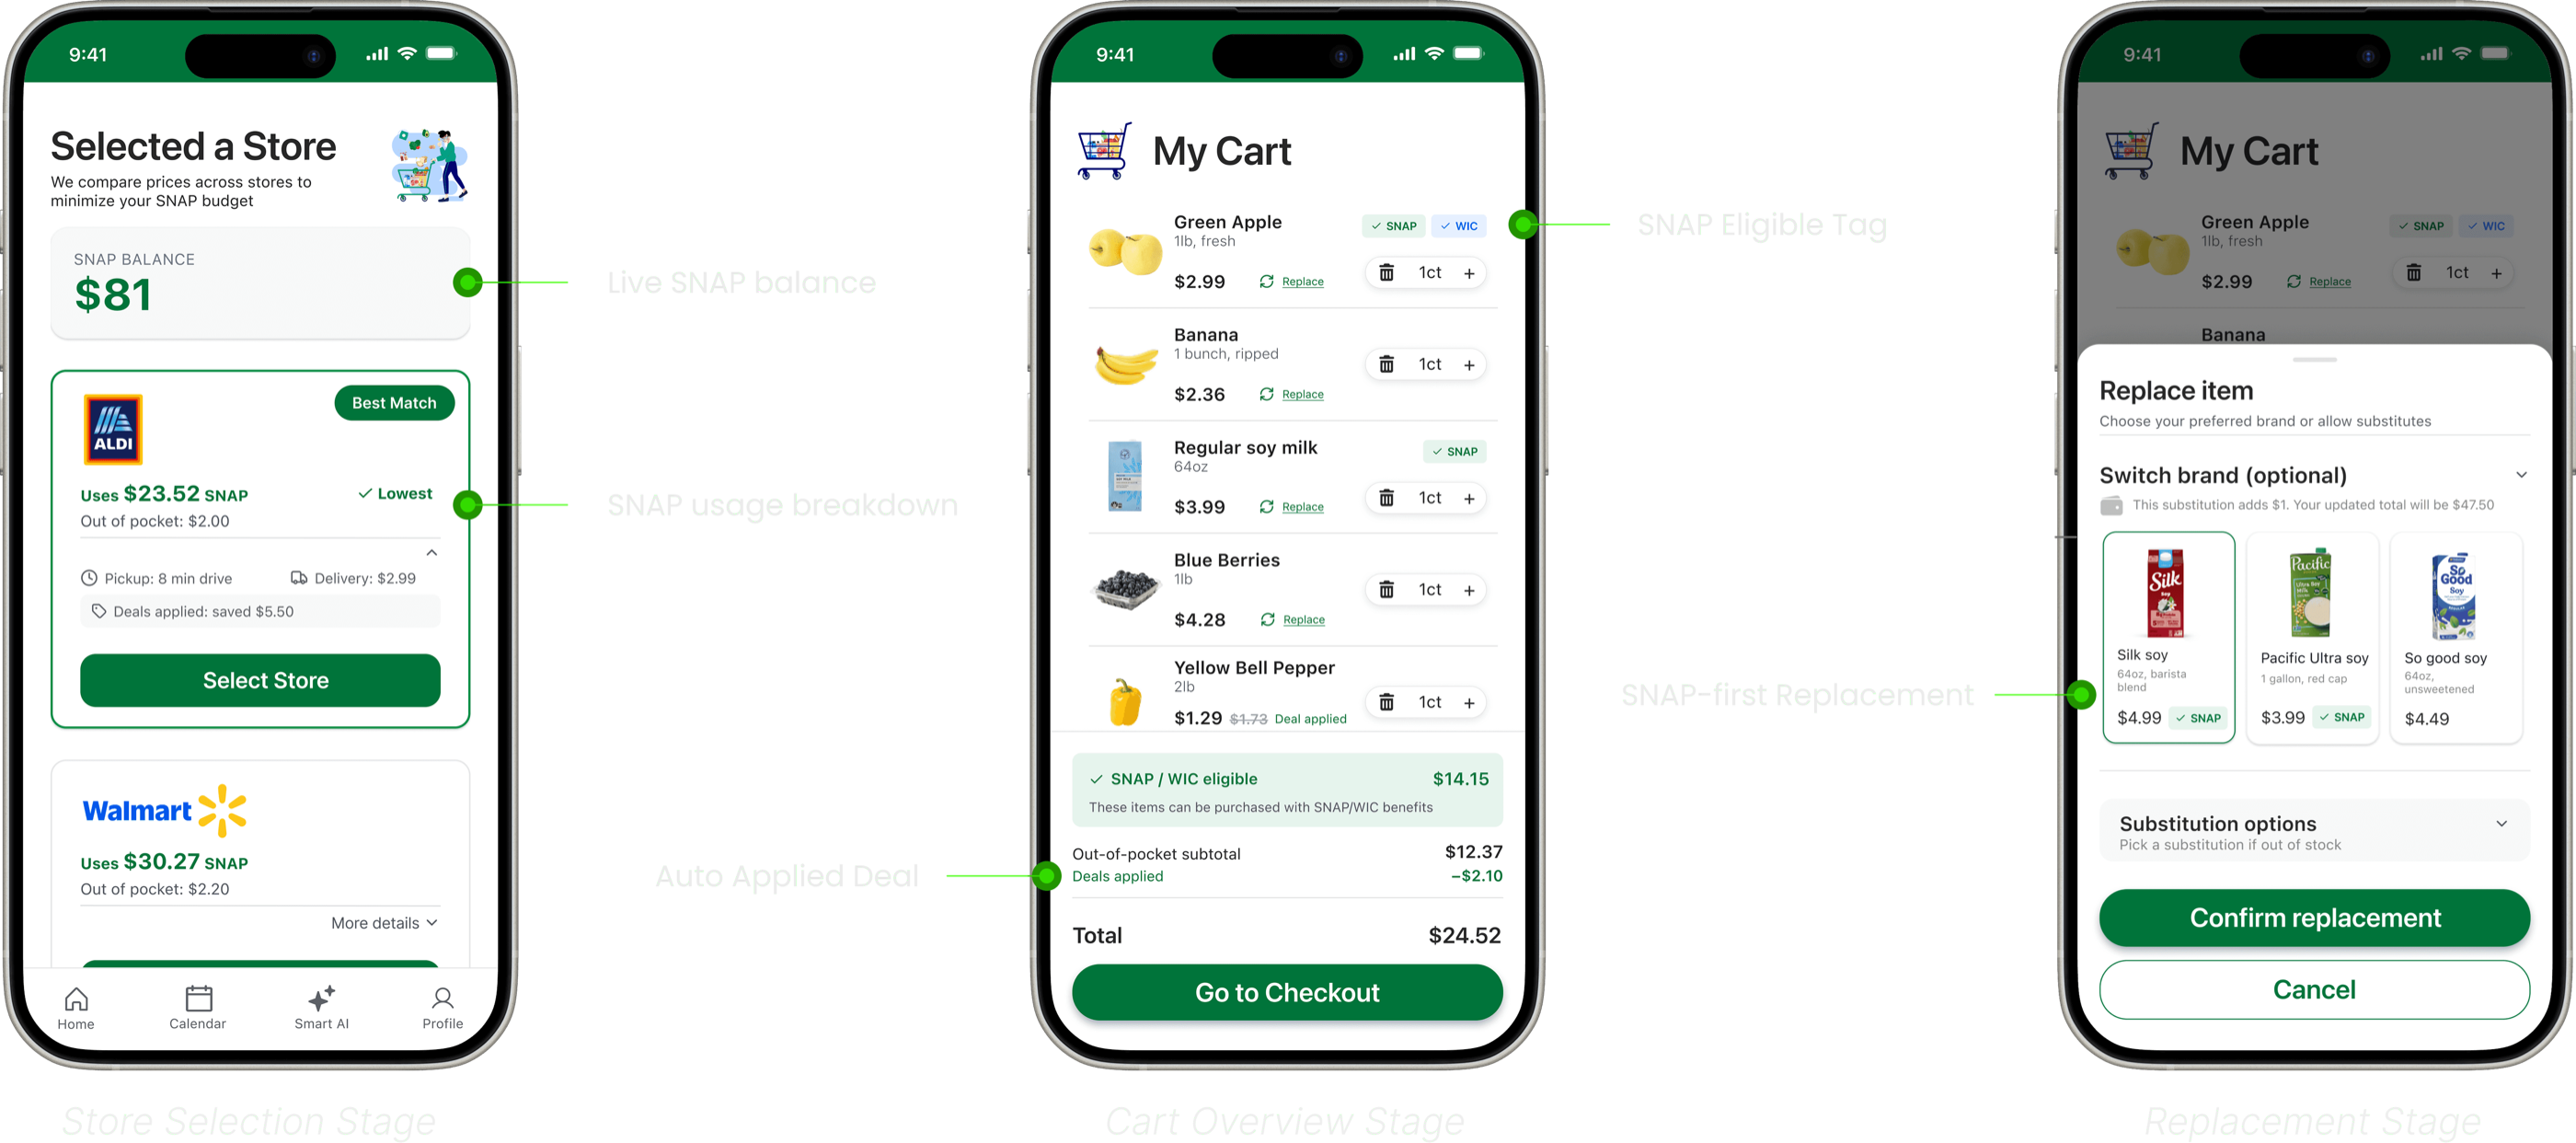 9:41
Selected a Store
We compare prices across stores to
minimize your SNAP budget
SNAP BALANCE
$81
Live SNAP balance
Best Match
ALDI
Uses $23.52 SNAP
Lowest
Out of pocket: $2.00
SNAP usage breakdown
Pickup: 8 min drive
Delivery: $2.99
Deals applied: saved $5.50
Select Store
Walmart
Uses $30.27 SNAP
Out of pocket: $2.20
More details
Home
Calendar
Smart AI
Profile
Store Selection Stage
9:41
My Cart
Green Apple
1lb, fresh
$2.99
Replace
SNAP
WIC
1ct
SNAP Eligible Tag
Banana
1 bunch, ripped
$2.36
Replace
1ct
Regular soy milk
64oz
$3.99
Replace
SNAP
1ct
Blue Berries
1lb
$4.28
Replace
1ct
Yellow Bell Pepper
2lb
$1.29 $1.73 Deal applied
1ct
SNAP / WIC eligible
$14.15
These items can be purchased with SNAP/WIC benefits
Out-of-pocket subtotal
$12.37
Deals applied
–$2.10
Auto Applied Deal
Total
$24.52
Go to Checkout
Cart Overview Stage
9:41
My Cart
Green Apple
1lb, fresh
$2.99
Replace
SNAP
WIC
1ct
Banana
Replace item
Choose your preferred brand or allow substitutes
Switch brand (optional)
This substitution adds $1. Your updated total will be $47.50
Silk
Silk soy
64oz, barista
blend
$4.99
SNAP
Pacific
Pacific Ultra soy
1 gallon, red cap
$3.99
SNAP
So
Good
Soy
So good soy
64oz,
unsweetened
$4.49
SNAP-first Replacement
Substitution options
Pick a substitution if out of stock
Confirm replacement
Cancel
Replacement Stage